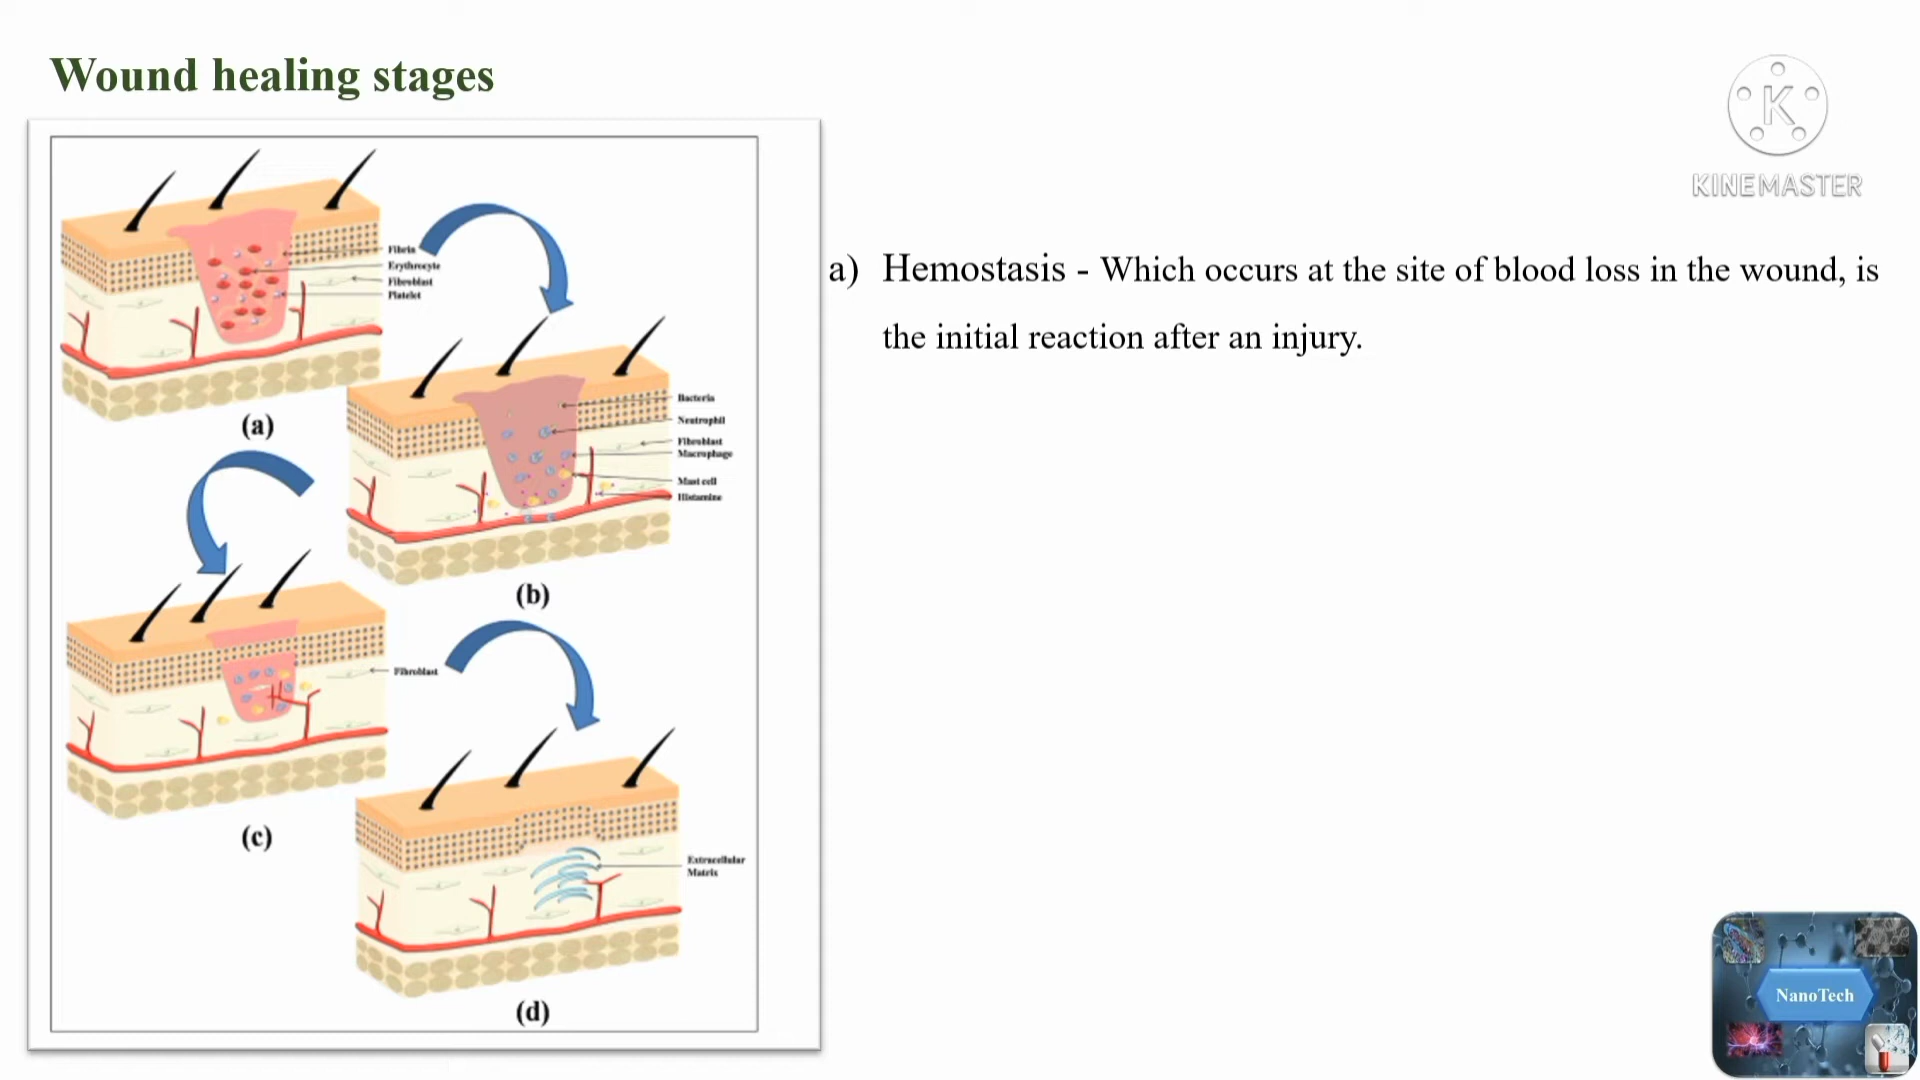 Wound healing stages
K
KINEMASTER
a) Hemostasis - Which occurs at the site of blood loss in the wound, is
the initial reaction after an injury.
Fibrin
Erythrocyte
Fibroblast
Platelet
(a)
Bacteria
Neutrophil
Fibroblast
Macrophage
Mast cell
Histamine
(b)
Fibroblast
(c)
Extracellular
Matrix
(d)
NanoTech